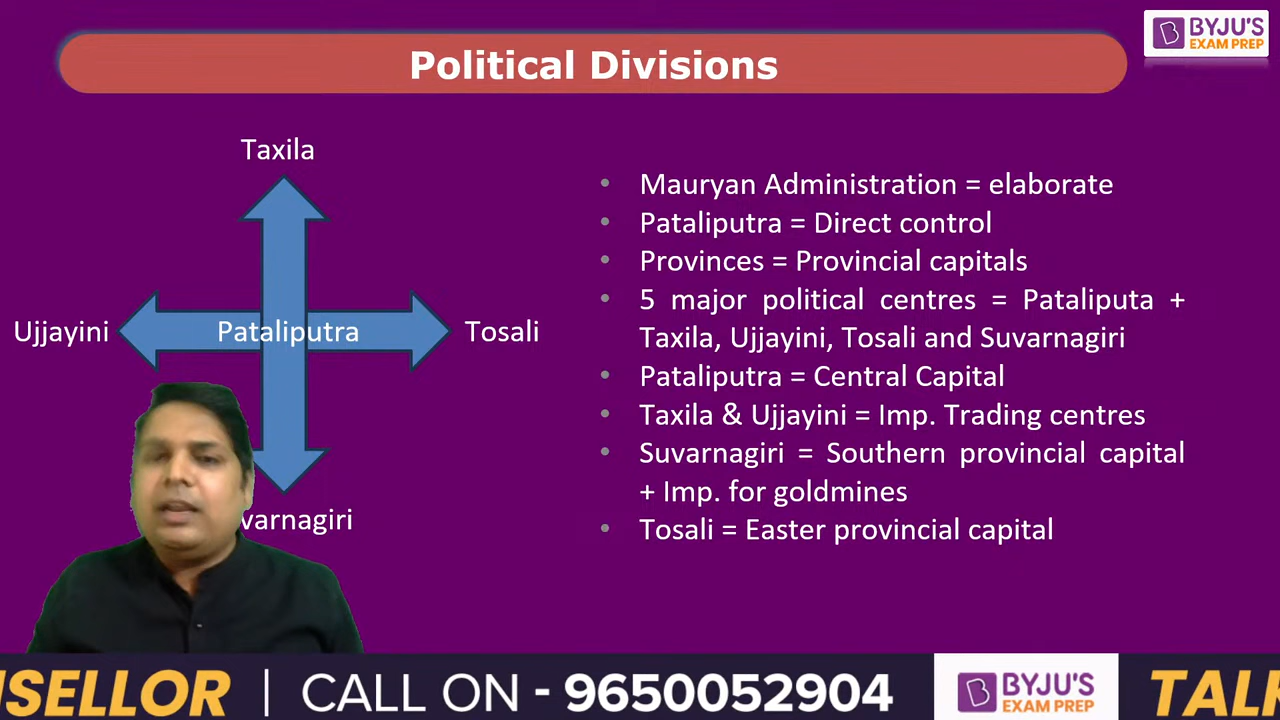 BYJU'S
EXAM PREP
Political Divisions
Taxila
Ujjayini
Pataliputra
Tosali
varnagiri
• Mauryan Administration = elaborate
• Pataliputra = Direct control
• Provinces = Provincial capitals
• 5 major political centres = Pataliputa +
Taxila, Ujjayini, Tosali and Suvarnagiri
• Pataliputra = Central Capital
• Taxila & Ujjayini = Imp. Trading centres
• Suvarnagiri = Southern provincial capital
+ Imp. for goldmines
• Tosali = Easter provincial capital
NSELLOR | CALL ON - 9650052904
BYJU'S
EXAM PREP
TALK